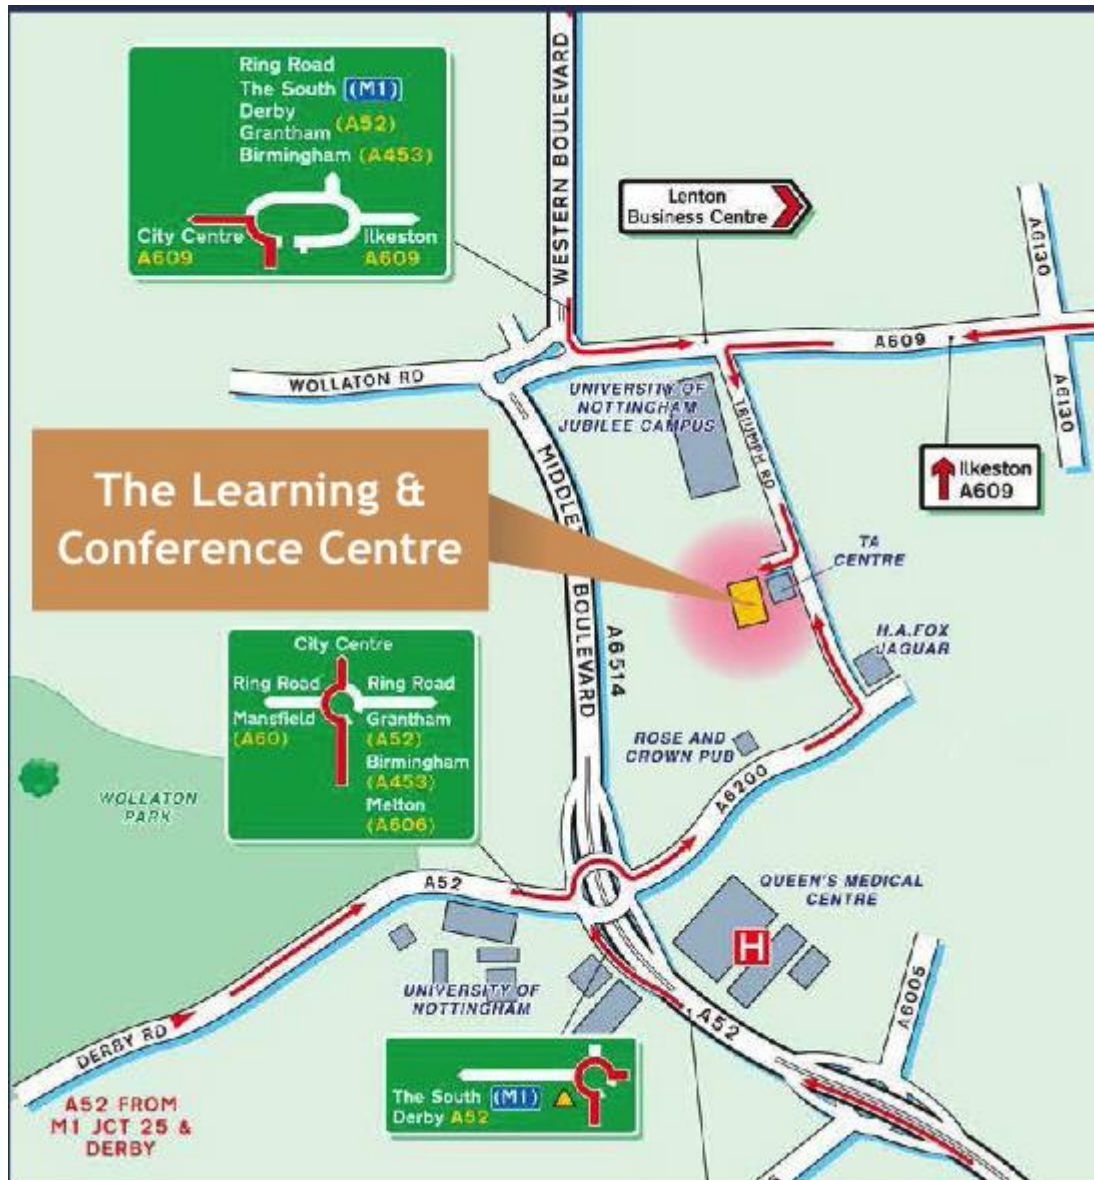 Ring Road
The South (M1)
Derby
Grantham (A52)
Birmingham (A453)
City Centre
A609
Ilkeston
A609
WESTERN BOULEVARD
Lenton
Business Centre
A6130
A609
WOLLATON RD
UNIVERSITY OF
NOTTINGHAM
JUBILEE CAMPUS
TRIUMPH RD
A6130
Ilkeston
A609
The Learning &
Conference Centre
MIDDLE
BOULEVARD
A6514
TA
CENTRE
H.A.FOX
JAGUAR
City Centre
Ring Road
Mansfield
(A60)
Ring Road
Grantham
(A52)
Birmingham
(A453)
Melton
(A606)
ROSE AND
CROWN PUB
A6200
WOLLATON
PARK
A52
QUEEN'S MEDICAL
CENTRE
H
UNIVERSITY OF
NOTTINGHAM
A52
A6005
DERBY RD
The South (M1)
Derby A52
A52 FROM
M1 JCT 25 &
DERBY